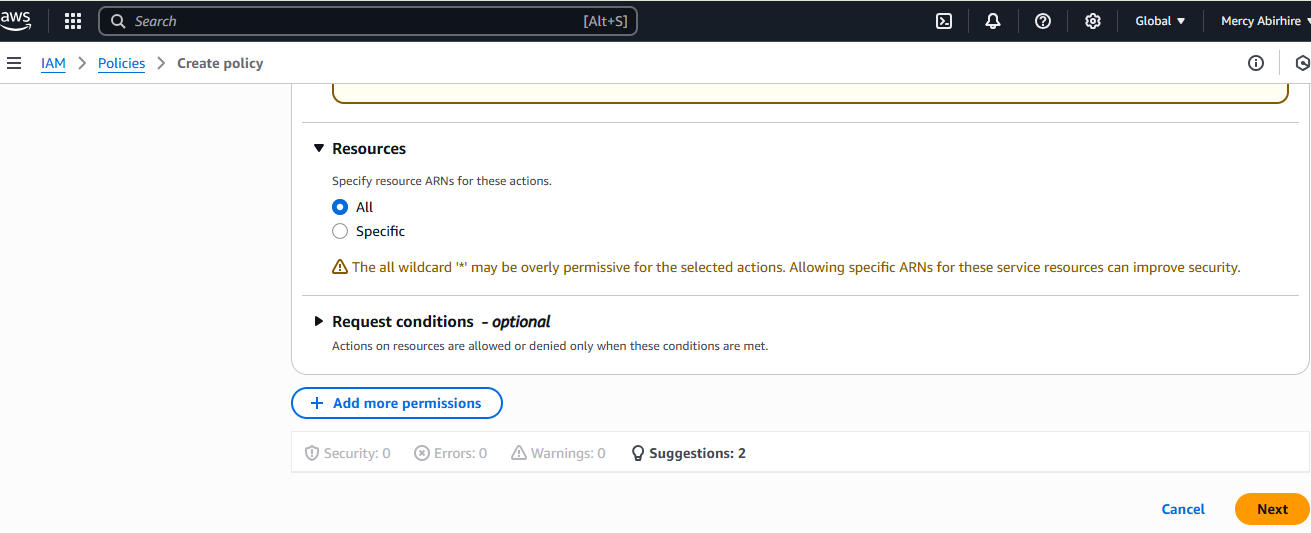 aws Search [Alt+S] Global Mercy Abirhire
IAM > Policies > Create policy
Resources
Specify resource ARNs for these actions.
All
Specific
The all wildcard '*' may be overly permissive for the selected actions. Allowing specific ARNs for these service resources can improve security.
Request conditions - optional
Actions on resources are allowed or denied only when these conditions are met.
+ Add more permissions
Security: 0 Errors: 0 Warnings: 0 Suggestions: 2
Cancel Next